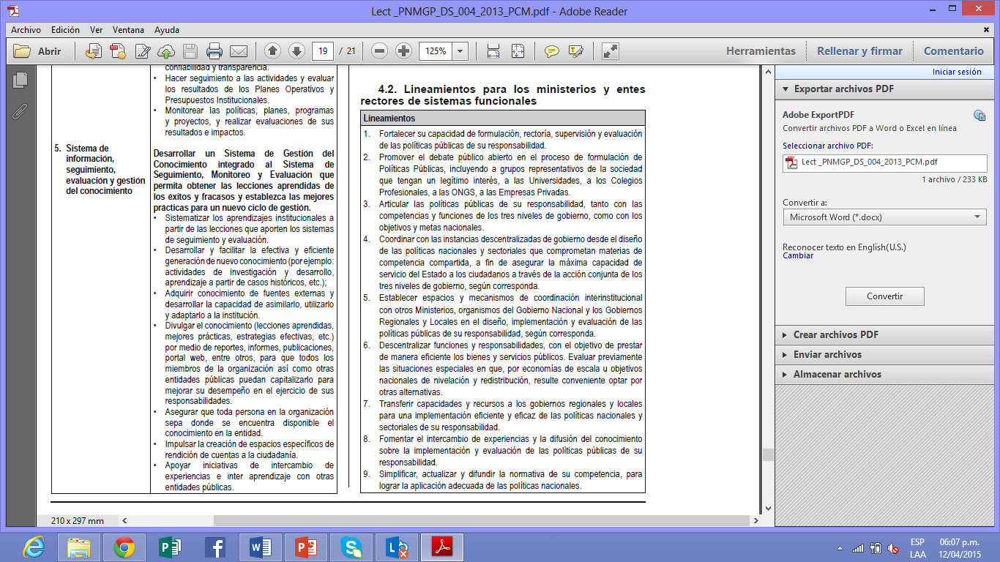 Lect _PNMGP_DS_004_2013_PCM.pdf - Adobe Reader
Archivo Edición Ver Ventana Ayuda
Abrir 19 / 21 125% Herramientas Rellenar y firmar Comentario
confiabilidad y transparencia.
• Hacer seguimiento a las actividades y evaluar
los resultados de los Planes Operativos y
Presupuestos Institucionales.
• Monitorear las políticas, planes, programas
y proyectos, y realizar evaluaciones de sus
resultados e impactos.
5. Sistema de
información,
seguimiento,
evaluación y gestión
del conocimiento
Desarrollar un Sistema de Gestión del
Conocimiento integrado al Sistema de
Seguimiento, Monitoreo y Evaluación que
permita obtener las lecciones aprendidas de
los éxitos y fracasos y establezca las mejores
prácticas para un nuevo ciclo de gestión.
• Sistematizar los aprendizajes institucionales a
partir de las lecciones que aporten los sistemas
de seguimiento y evaluación.
• Desarrollar y facilitar la efectiva y eficiente
generación de nuevo conocimiento (por ejemplo:
actividades de investigación y desarrollo,
aprendizaje a partir de casos históricos, etc.);
• Adquirir conocimiento de fuentes externas y
desarrollar la capacidad de asimilarlo, utilizarlo
y adaptarlo a la institución.
• Divulgar el conocimiento (lecciones aprendidas,
mejores prácticas, estrategias efectivas, etc.)
por medio de reportes, informes, publicaciones,
portal web, entre otros, para que todos los
miembros de la organización así como otras
entidades públicas puedan capitalizarlo para
mejorar su desempeño en el ejercicio de sus
responsabilidades.
• Asegurar que toda persona en la organización
sepa donde se encuentra disponible el
conocimiento en la entidad.
• Impulsar la creación de espacios específicos de
rendición de cuentas a la ciudadanía.
• Apoyar iniciativas de intercambio de
experiencias e inter aprendizaje con otras
entidades públicas.
4.2. Lineamientos para los ministerios y entes
rectores de sistemas funcionales
Lineamientos
1. Fortalecer su capacidad de formulación, rectoría, supervisión y evaluación
de las políticas públicas de su responsabilidad.
2. Promover el debate público abierto en el proceso de formulación de
Políticas Públicas, incluyendo a grupos representativos de la sociedad
que tengan un legítimo interés, a las Universidades, a los Colegios
Profesionales, a las ONGS, a las Empresas Privadas.
3. Articular las políticas públicas de su responsabilidad, tanto con las
competencias y funciones de los tres niveles de gobierno, como con los
objetivos y metas nacionales.
4. Coordinar con las instancias descentralizadas de gobierno desde el diseño
de las políticas nacionales y sectoriales que comprometan materias de
competencia compartida, a fin de asegurar la máxima capacidad de
servicio del Estado a los ciudadanos a través de la acción conjunta de los
tres niveles de gobierno, según corresponda.
5. Establecer espacios y mecanismos de coordinación interinstitucional
con otros Ministerios, organismos del Gobierno Nacional y los Gobiernos
Regionales y Locales en el diseño, implementación y evaluación de las
políticas públicas de su responsabilidad, según corresponda.
6. Descentralizar funciones y responsabilidades, con el objetivo de prestar
de manera eficiente los bienes y servicios públicos. Evaluar previamente
las situaciones especiales en que, por economías de escala u objetivos
nacionales de nivelación y redistribución, resulte conveniente optar por
otras alternativas.
7. Transferir capacidades y recursos a los gobiernos regionales y locales
para una implementación eficiente y eficaz de las políticas nacionales y
sectoriales de su responsabilidad.
8. Fomentar el intercambio de experiencias y la difusión del conocimiento
sobre la implementación y evaluación de las políticas públicas de su
responsabilidad.
9. Simplificar, actualizar y difundir la normativa de su competencia, para
lograr la aplicación adecuada de las políticas nacionales.
210 x 297 mm
Iniciar sesión
Exportar archivos PDF
Adobe ExportPDF
Convertir archivos PDF a Word o Excel en línea
Seleccionar archivo PDF:
Lect _PNMGP_DS_004_2013_PCM.pdf
1 archivo / 233 KB
Convertir a:
Microsoft Word (*.docx)
Reconocer texto en English(U.S.)
Cambiar
Convertir
Crear archivos PDF
Enviar archivos
Almacenar archivos
ESP 06:07 p.m.
LAA 12/04/2015